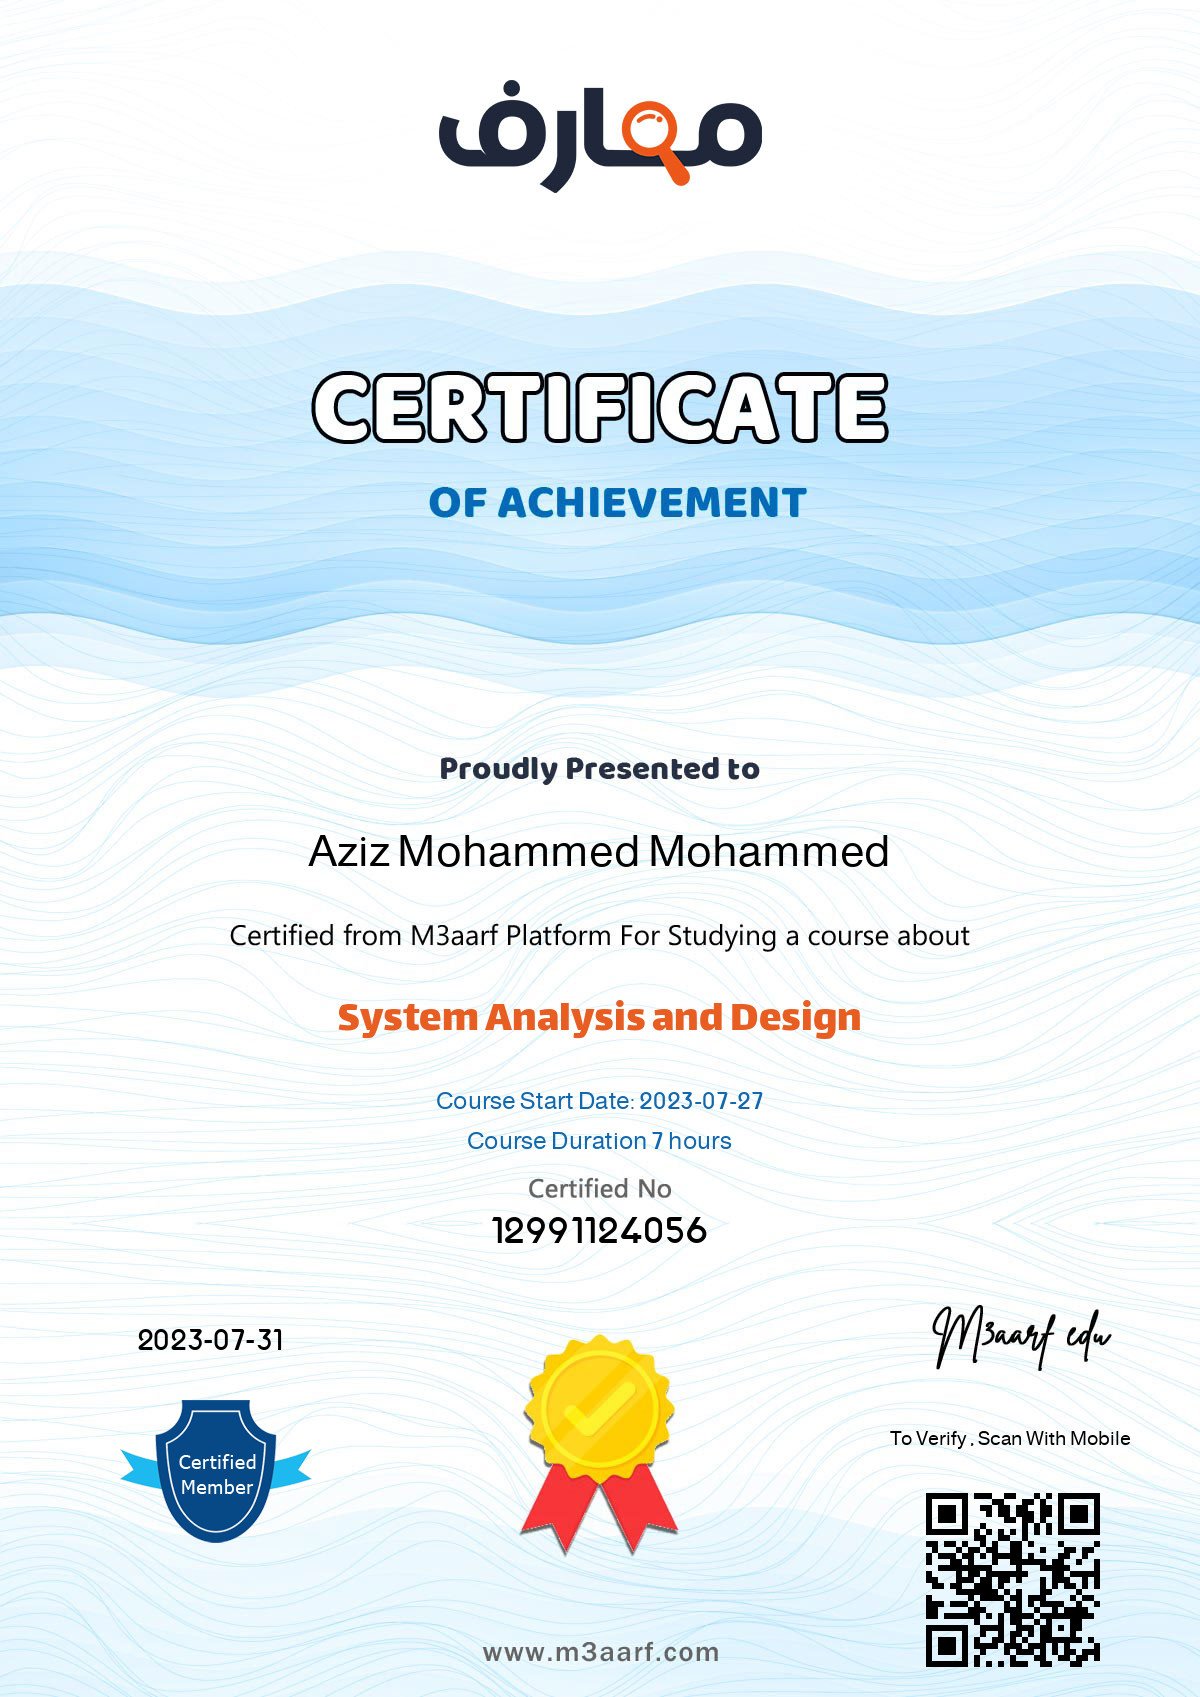 معارف
CERTIFICATE
OF ACHIEVEMENT
Proudly Presented to
Aziz Mohammed Mohammed
Certified from M3aarf Platform For Studying a course about
System Analysis and Design
Course Start Date: 2023-07-27
Course Duration 7 hours
Certified No
12991124056
2023-07-31
M3aarf edu
Certified
Member
To Verify , Scan With Mobile
www.m3aarf.com